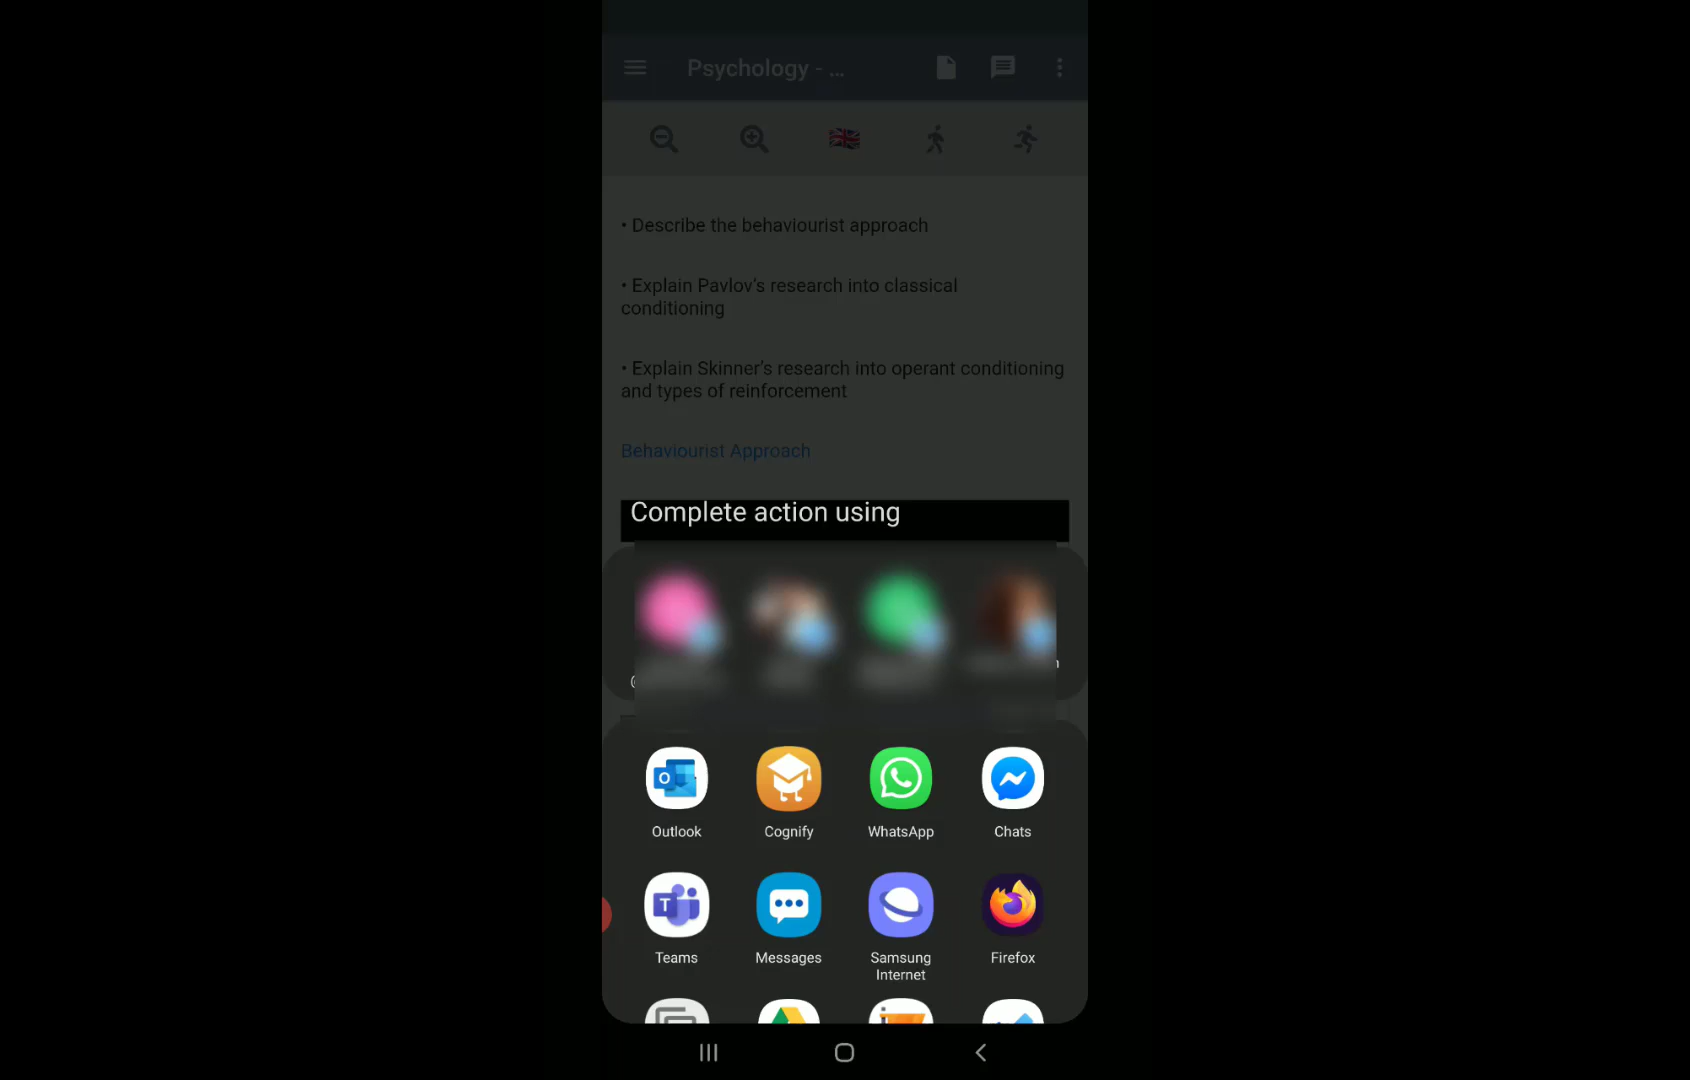 Psychology - ...
• Describe the behaviourist approach
• Explain Pavlov's research into classical
conditioning
• Explain Skinner's research into operant conditioning
and types of reinforcement
Behaviourist Approach
Complete action using
Outlook
Cognify
WhatsApp
Chats
Teams
Messages
Samsung
Internet
Firefox